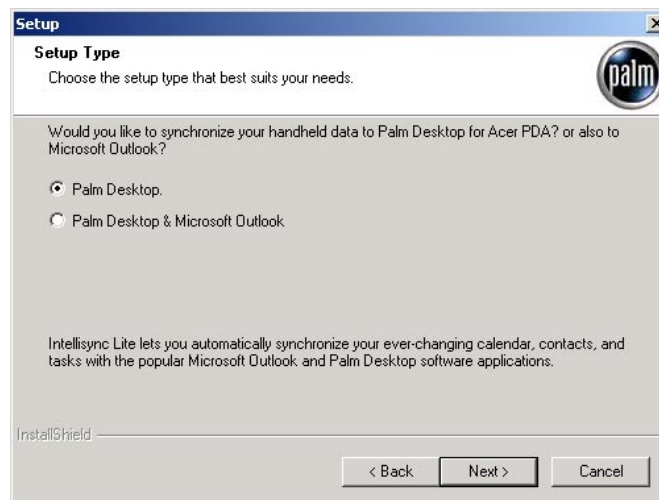 Setup
Setup Type
Choose the setup type that best suits your needs.
palm
Would you like to synchronize your handheld data to Palm Desktop for Acer PDA? or also to
Microsoft Outlook?
Palm Desktop.
Palm Desktop & Microsoft Outlook
Intellisync Lite lets you automatically synchronize your ever-changing calendar, contacts, and
tasks with the popular Microsoft Outlook and Palm Desktop software applications.
InstallShield
< Back
Next >
Cancel